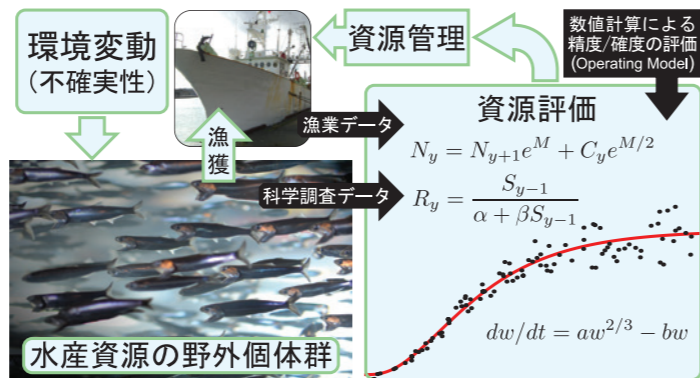 環境変動
（不確実性）
資源管理
数値計算による
精度/確度の評価
(Operating Model)
漁獲
漁業データ
科学調査データ
資源評価
N_y = N_{y+1}e^M + C_ye^{M/2}
R_y = \frac{S_{y-1}}{α + βS_{y-1}}
dw/dt = aw^{2/3} − bw
水産資源の野外個体群